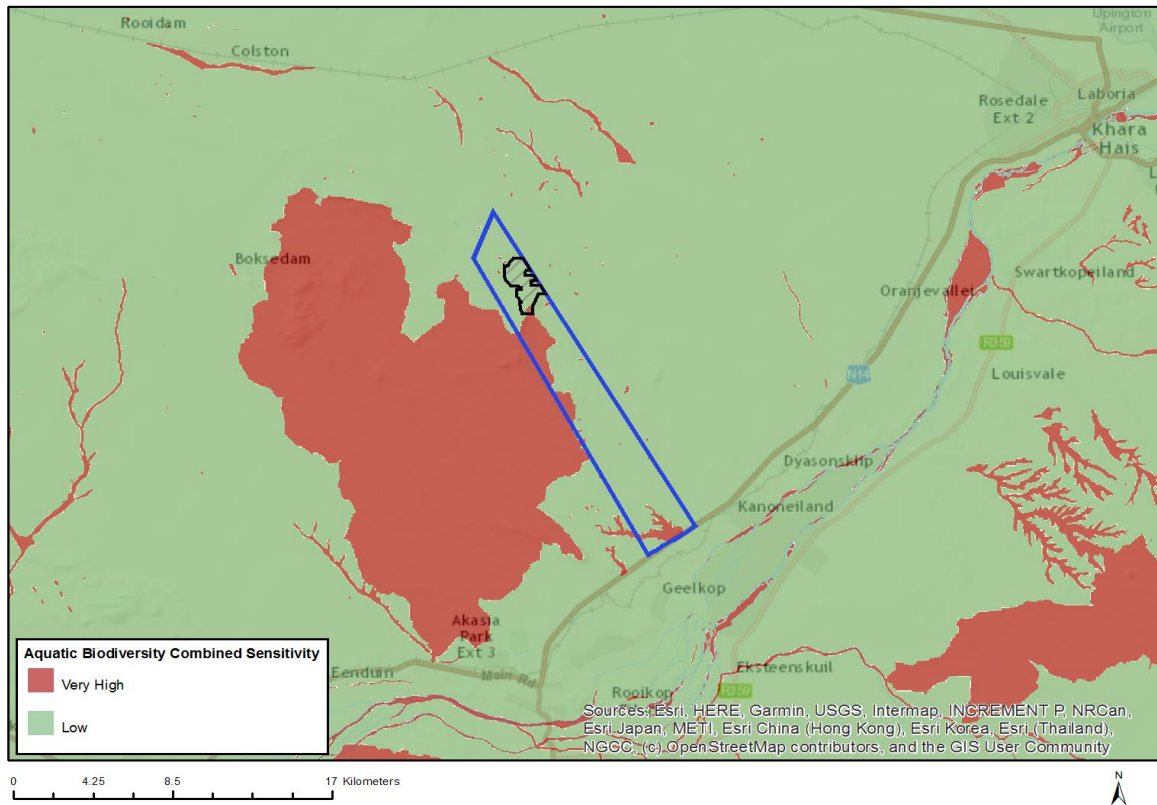 Rooidam
Colston
Upington
Airport
Rosedale
Ext 2
Laboria
Khara
Hais
Boksedam
Swartkopeiland
Oranjevallei
R359
N14
Louisvale
Dyasonsklip
Kanoneiland
Geelkop
Akasia
Park
Ext 3
Eenduin
Main Rd
Eksteenskuil
Rooikop
R359
Aquatic Biodiversity Combined Sensitivity
Very High
Low
Sources: Esri, HERE, Garmin, USGS, Intermap, INCREMENT P, NRCan,
Esri Japan, METI, Esri China (Hong Kong), Esri Korea, Esri (Thailand),
NGCC, (c) OpenStreetMap contributors, and the GIS User Community
0 4.25 8.5 17 Kilometers
N